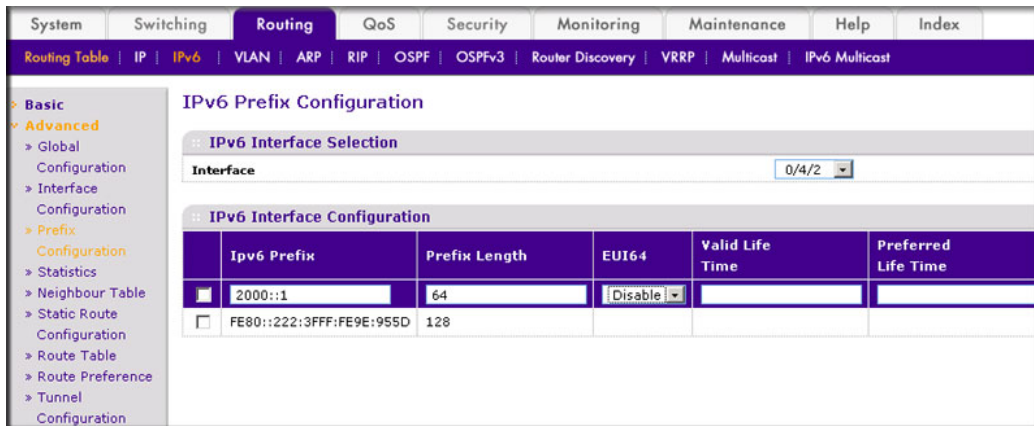 System Switching Routing QoS Security Monitoring Maintenance Help Index
Routing Table | IP | IPv6 | VLAN | ARP | RIP | OSPF | OSPFv3 | Router Discovery | VRRP | Multicast | IPv6 Multicast
Basic
Advanced
» Global
Configuration
» Interface
Configuration
» Prefix
Configuration
» Statistics
» Neighbour Table
» Static Route
Configuration
» Route Table
» Route Preference
» Tunnel
Configuration
IPv6 Prefix Configuration
IPv6 Interface Selection
Interface 0/4/2
IPv6 Interface Configuration
Ipv6 Prefix Prefix Length EUI64 Valid Life Time Preferred Life Time
2000::1 64 Disable
FE80::222:3FFF:FE9E:955D 128